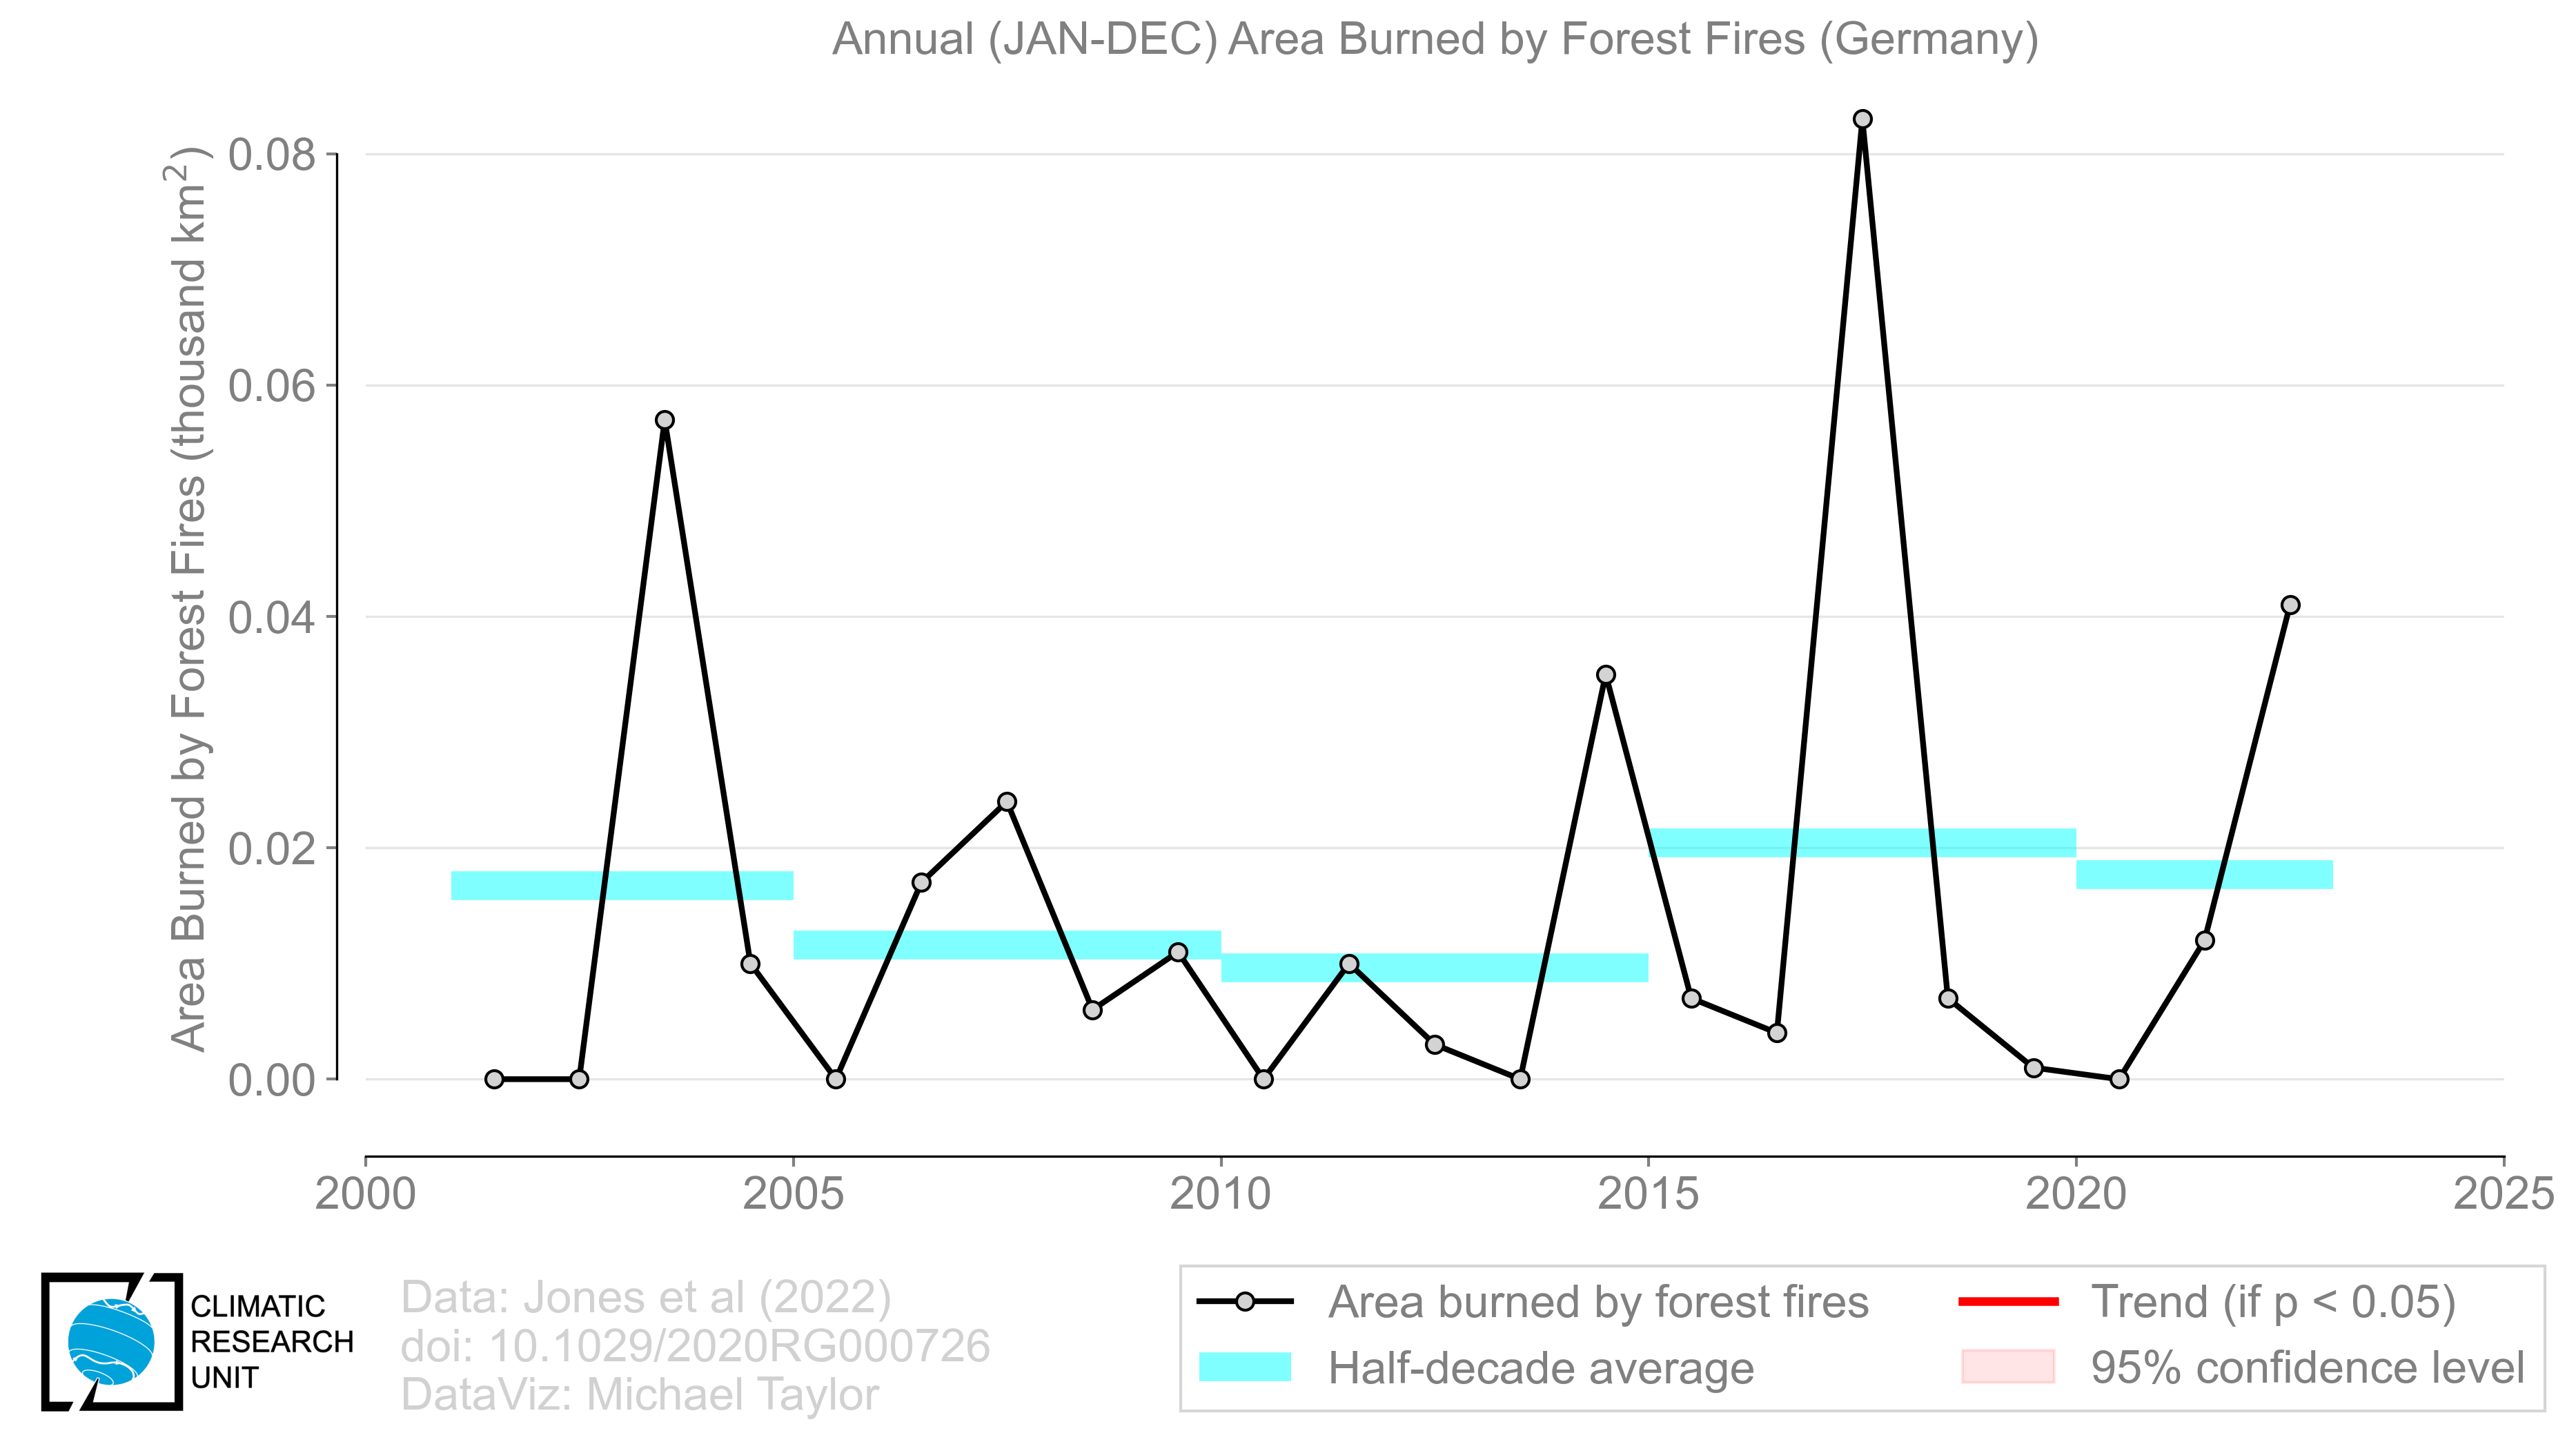 Annual (JAN-DEC) Area Burned by Forest Fires (Germany)
Area Burned by Forest Fires (thousand km²)
0.08
0.06
0.04
0.02
0.00
2000
2005
2010
2015
2020
2025
CLIMATIC
RESEARCH
UNIT
Data: Jones et al (2022)
doi: 10.1029/2020RG000726
DataViz: Michael Taylor
Area burned by forest fires
Half-decade average
Trend (if p < 0.05)
95% confidence level